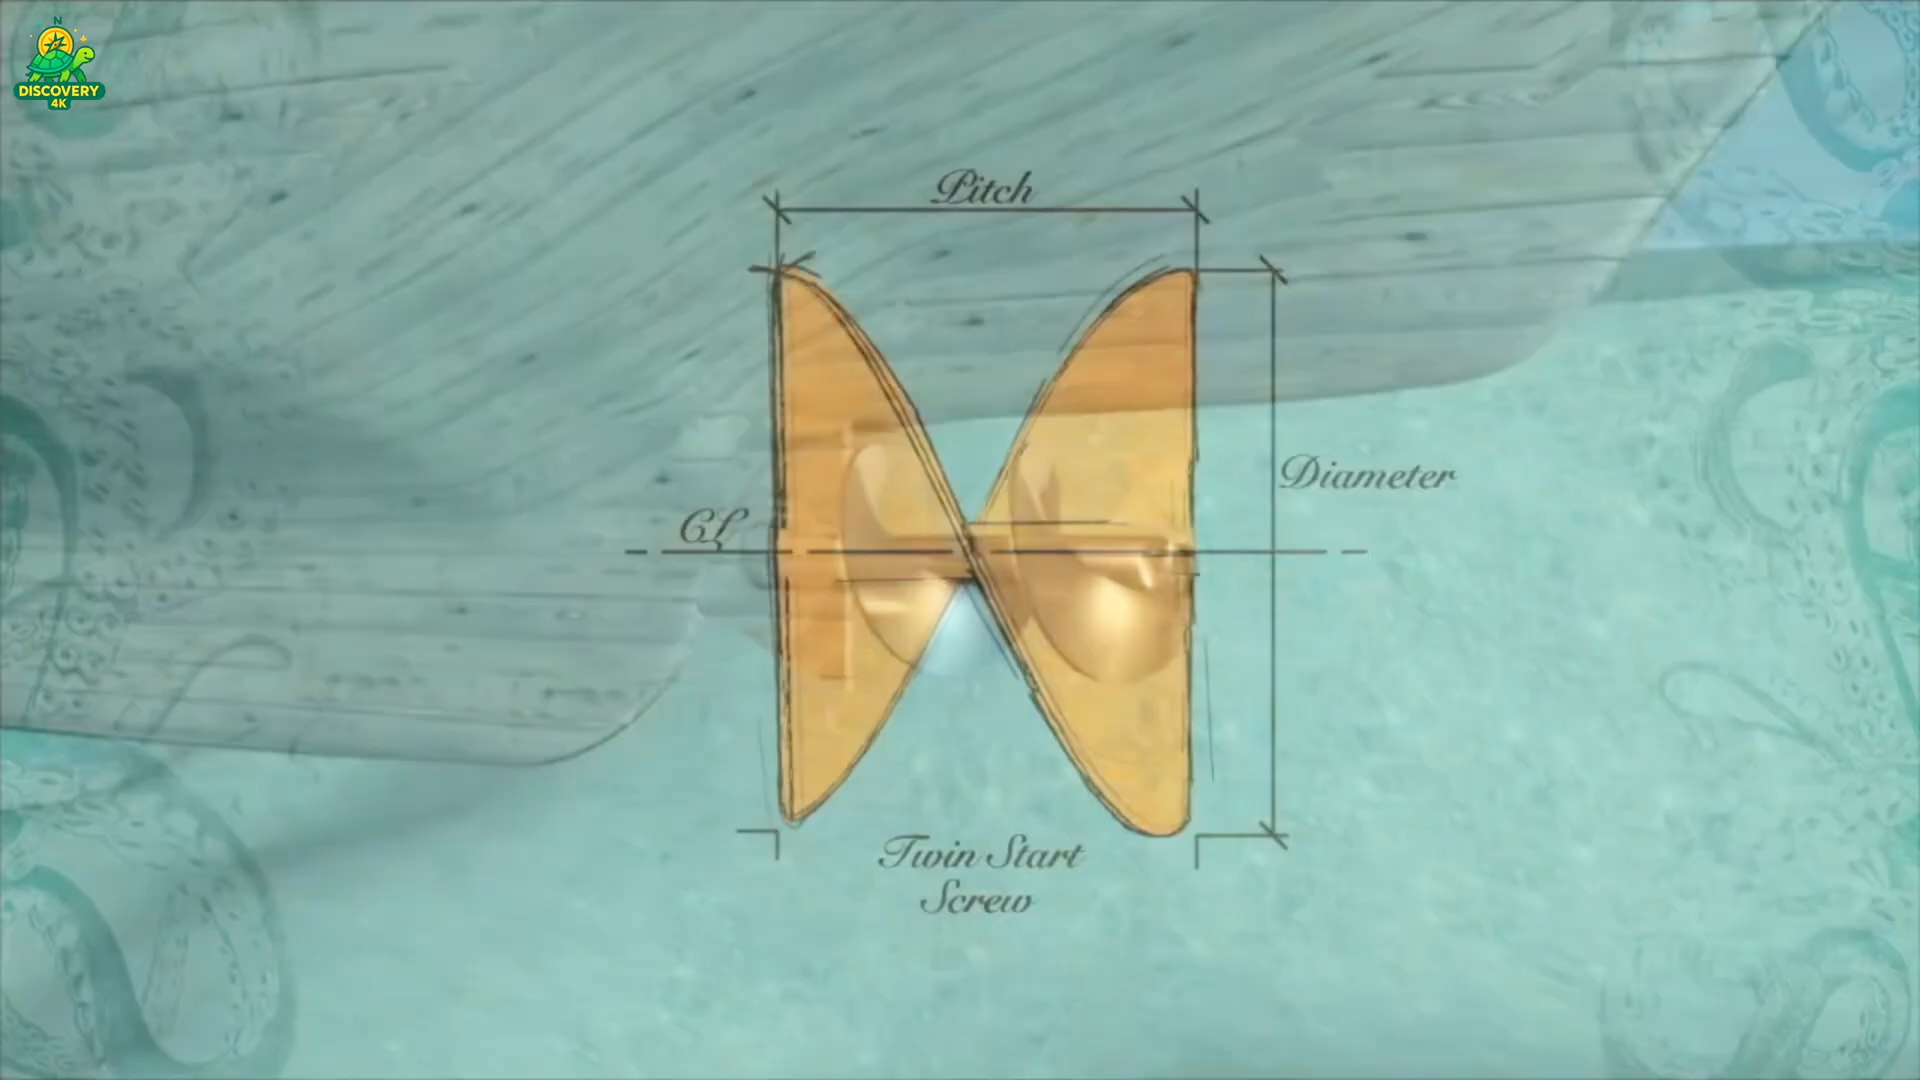 N
DISCOVERY
4K
Pitch
Diameter
CL
Twin Start
Screw